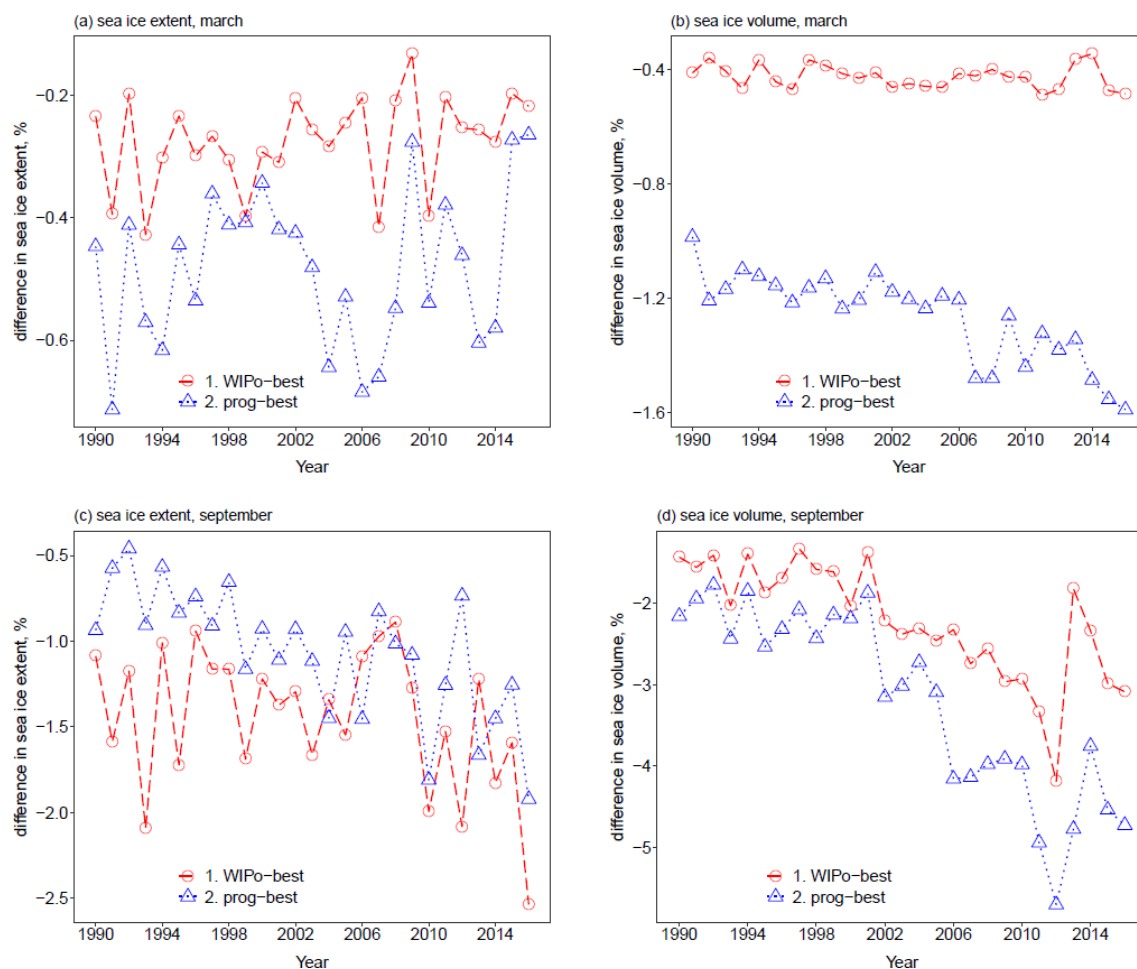 (a) sea ice extent, march
difference in sea ice extent, %
−0.2
−0.4
−0.6
1. WIPo−best
2. prog−best
1990 1994 1998 2002 2006 2010 2014
Year
(b) sea ice volume, march
difference in sea ice volume, %
−0.4
−0.8
−1.2
−1.6
1. WIPo−best
2. prog−best
1990 1994 1998 2002 2006 2010 2014
Year
(c) sea ice extent, september
difference in sea ice extent, %
−0.5
−1.0
−1.5
−2.0
−2.5
1. WIPo−best
2. prog−best
1990 1994 1998 2002 2006 2010 2014
Year
(d) sea ice volume, september
difference in sea ice volume, %
−2
−3
−4
−5
1. WIPo−best
2. prog−best
1990 1994 1998 2002 2006 2010 2014
Year